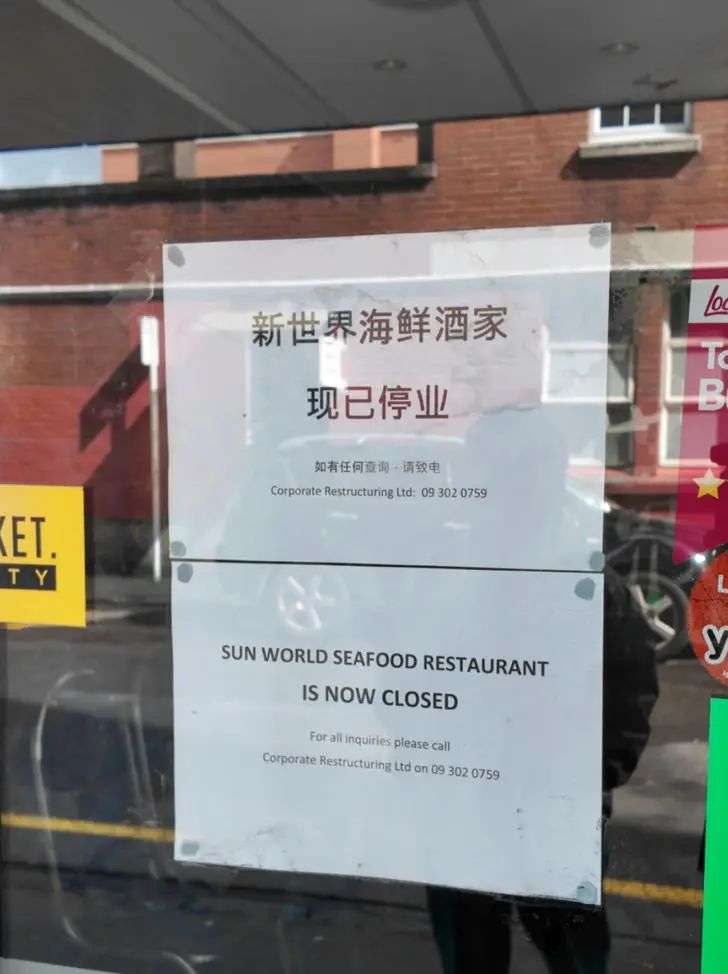 新世界海鲜酒家
现已停业
如有任何查询，请致电
Corporate Restructuring Ltd: 09 302 0759
SUN WORLD SEAFOOD RESTAURANT
IS NOW CLOSED
For all inquiries please call
Corporate Restructuring Ltd on 09 302 0759
KET.
TY